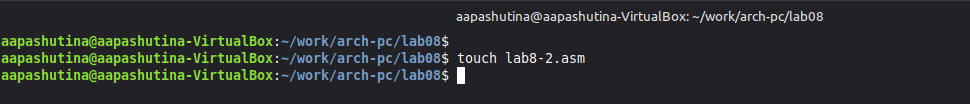 aapashutina@aapashutina-VirtualBox: ~/work/arch-pc/lab08
aapashutina@aapashutina-VirtualBox:~/work/arch-pc/lab08$
aapashutina@aapashutina-VirtualBox:~/work/arch-pc/lab08$ touch lab8-2.asm
aapashutina@aapashutina-VirtualBox:~/work/arch-pc/lab08$